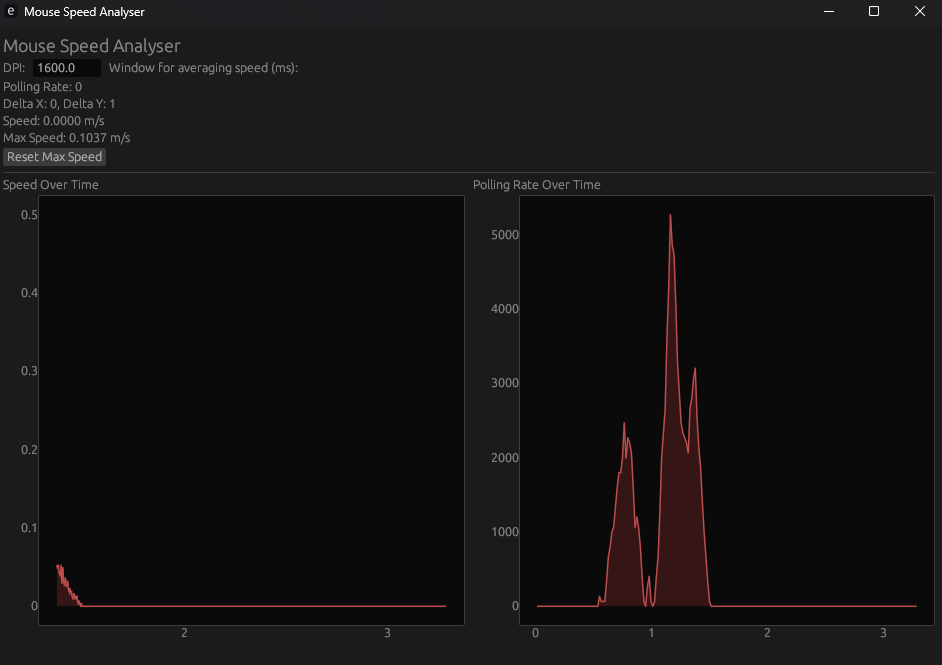 e Mouse Speed Analyser
Mouse Speed Analyser
DPI: 1600.0 Window for averaging speed (ms):
Polling Rate: 0
Delta X: 0, Delta Y: 1
Speed: 0.0000 m/s
Max Speed: 0.1037 m/s
Reset Max Speed
Speed Over Time
0.5
0.4
0.3
0.2
0.1
0
2 3
Polling Rate Over Time
5000
4000
3000
2000
1000
0
0 1 2 3